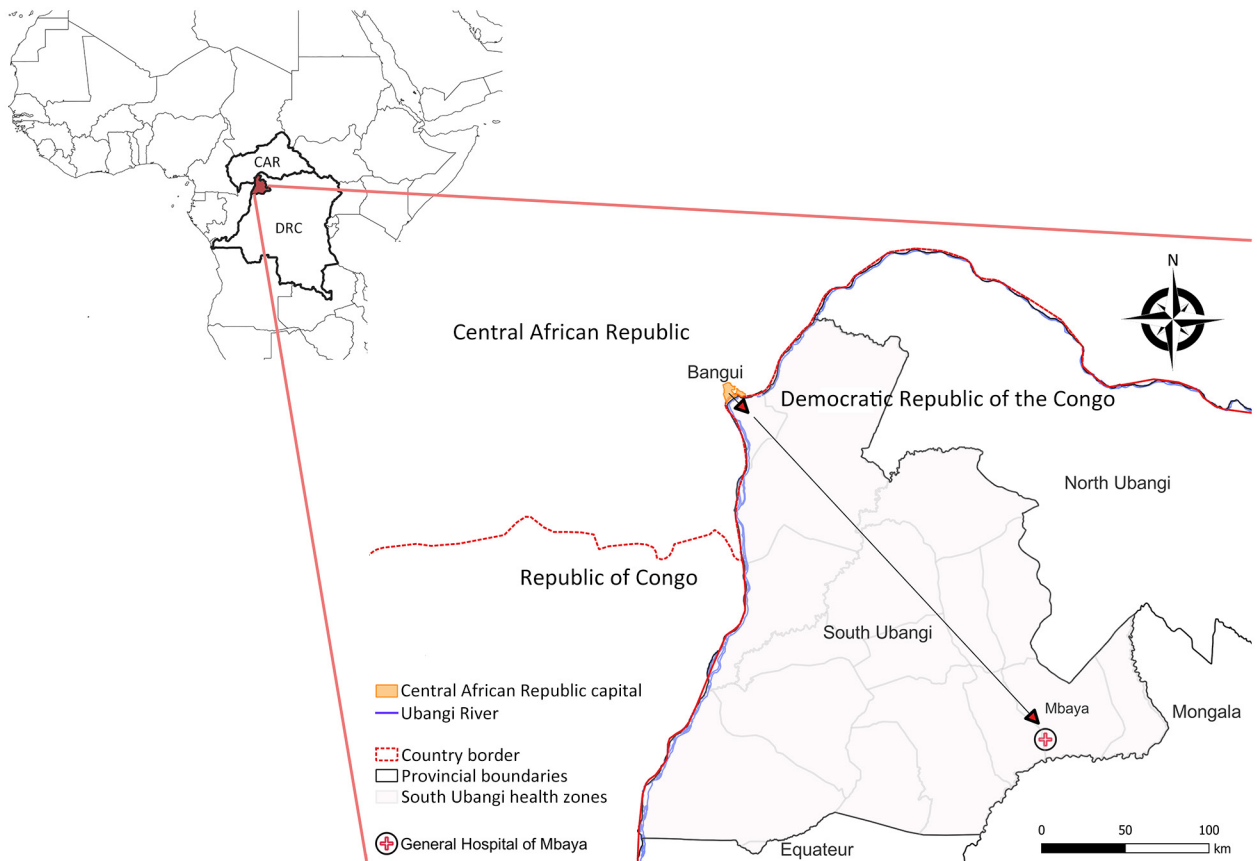 CAR
DRC
N
Central African Republic
Bangui
Democratic Republic of the Congo
North Ubangi
Republic of Congo
South Ubangi
Mbaya
Mongala
Equateur
Central African Republic capital
Ubangi River
Country border
Provincial boundaries
South Ubangi health zones
General Hospital of Mbaya
0 50 100
km